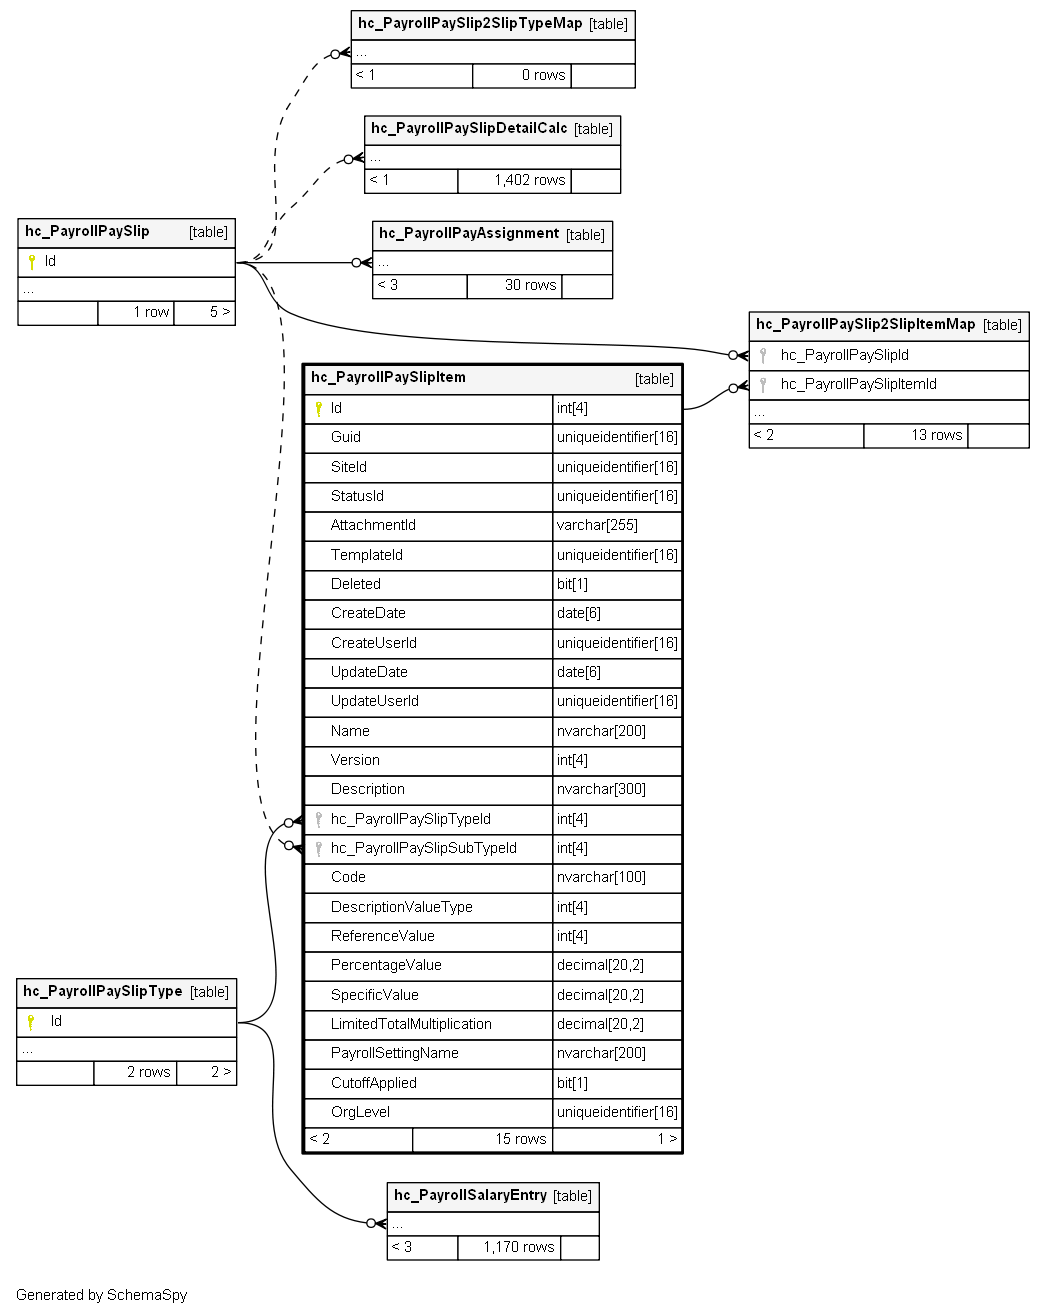 hc_PayrollPaySlip2SlipTypeMap [table]
...
< 1 0 rows
hc_PayrollPaySlipDetailCalc [table]
...
< 1 1,402 rows
hc_PayrollPaySlip [table]
Id
...
1 row 5 >
hc_PayrollPayAssignment [table]
...
< 3 30 rows
hc_PayrollPaySlip2SlipItemMap [table]
hc_PayrollPaySlipId
hc_PayrollPaySlipItemId
...
< 2 13 rows
hc_PayrollPaySlipItem [table]
Id int[4]
Guid uniqueidentifier[16]
SiteId uniqueidentifier[16]
StatusId uniqueidentifier[16]
AttachmentId varchar[255]
TemplateId uniqueidentifier[16]
Deleted bit[1]
CreateDate date[6]
CreateUserId uniqueidentifier[16]
UpdateDate date[6]
UpdateUserId uniqueidentifier[16]
Name nvarchar[200]
Version int[4]
Description nvarchar[300]
hc_PayrollPaySlipTypeId int[4]
hc_PayrollPaySlipSubTypeId int[4]
Code nvarchar[100]
DescriptionValueType int[4]
ReferenceValue int[4]
PercentageValue decimal[20,2]
SpecificValue decimal[20,2]
LimitedTotalMultiplication decimal[20,2]
PayrollSettingName nvarchar[200]
CutoffApplied bit[1]
OrgLevel uniqueidentifier[16]
< 2 15 rows 1 >
hc_PayrollPaySlipType [table]
Id
...
2 rows 2 >
hc_PayrollSalaryEntry [table]
...
< 3 1,170 rows
Generated by SchemaSpy